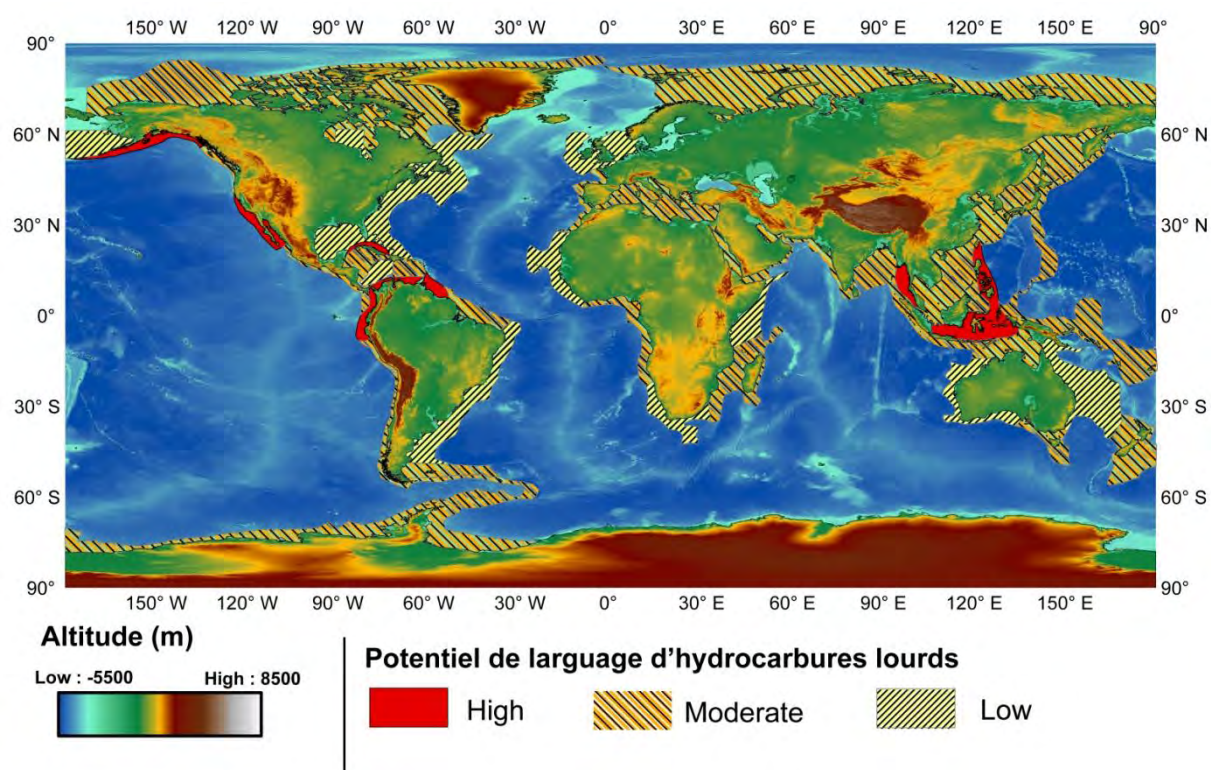 150° W 120° W 90° W 60° W 30° W 0° 30° E 60° E 90° E 120° E 150° E 90°
90° 90°
60° N 60° N
30° N 30° N
0° 0°
30° S 30° S
60° S 60° S
90° 90°
150° W 120° W 90° W 60° W 30° W 0° 30° E 60° E 90° E 120° E 150° E
Altitude (m)
Low : -5500 High : 8500
Potentiel de larguage d'hydrocarbures lourds
High Moderate Low